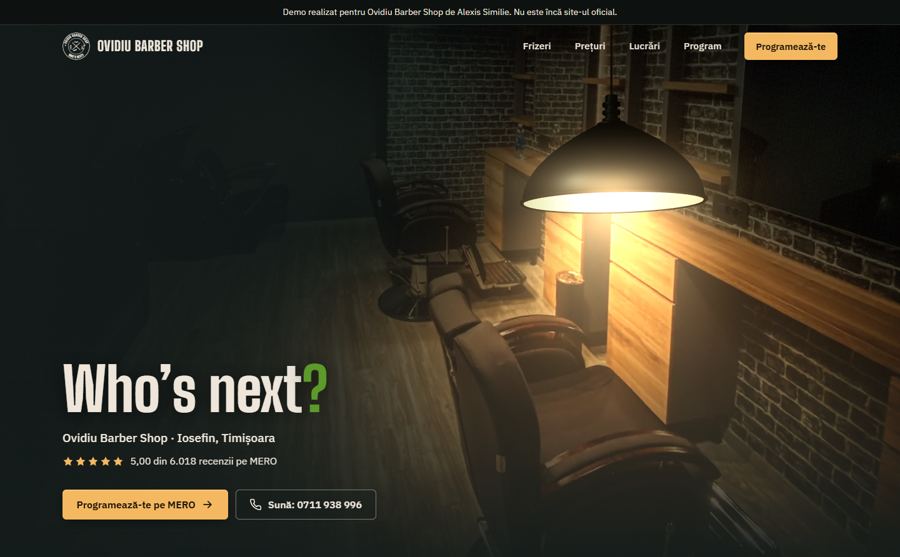 Demo realizat pentru Ovidiu Barber Shop de Alexis Similie. Nu este încă site-ul oficial.
OVIDIU BARBER SHOP
Frizeri
Prețuri
Lucrări
Program
Programează-te
Who's next?
Ovidiu Barber Shop · Iosefin, Timișoara
5,00 din 6.018 recenzii pe MERO
Programează-te pe MERO →
Sună: 0711 938 996